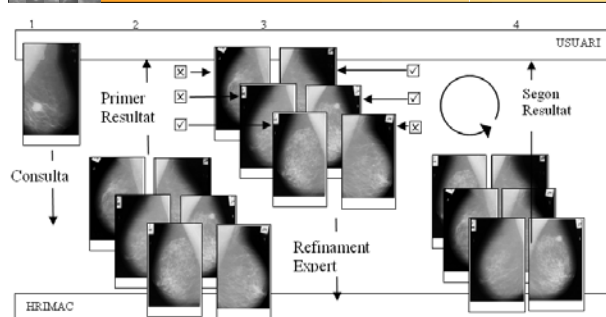 1
2
3
4
USUARI
Primer
Resultat
Segon
Resultat
Consulta
Refinament
Expert
HRIMAC